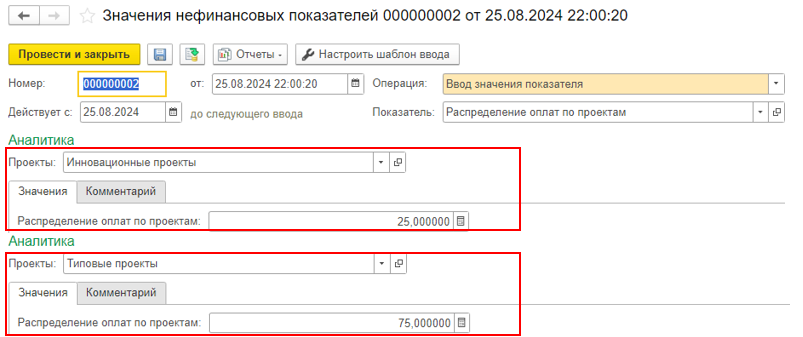 Значения нефинансовых показателей 000000002 от 25.08.2024 22:00:20
Провести и закрыть Отчеты Настроить шаблон ввода
Номер: 000000002 от: 25.08.2024 22:00:20 Операция: Ввод значения показателя
Действует с: 25.08.2024 до следующего ввода Показатель: Распределение оплат по проектам
Аналитика
Проекты: Инновационные проекты
Значения Комментарий
Распределение оплат по проектам: 25,000000
Аналитика
Проекты: Типовые проекты
Значения Комментарий
Распределение оплат по проектам: 75,000000